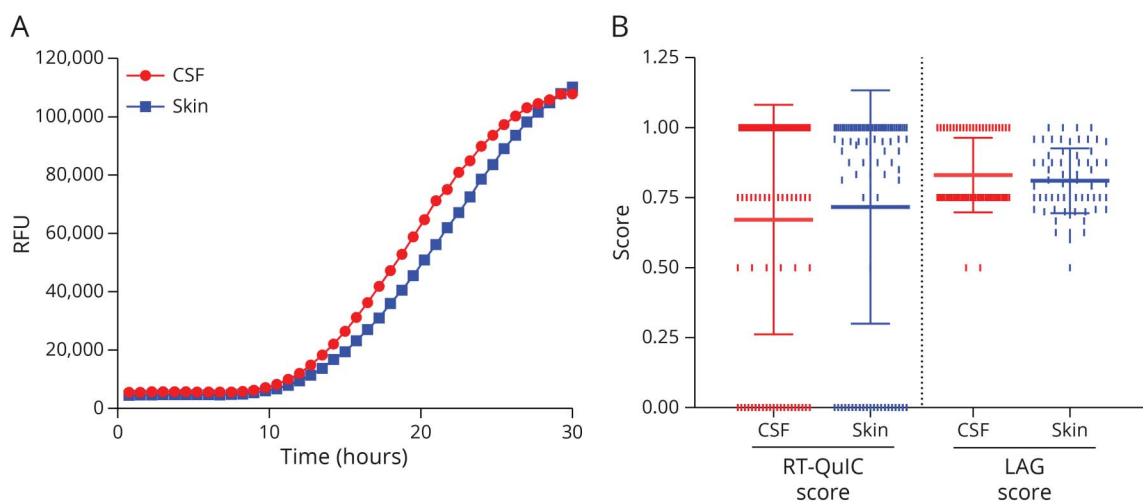 A
120,000
100,000
80,000
60,000
40,000
20,000
0
RFU
CSF
Skin
0 10 20 30
Time (hours)
B
1.25
1.00
0.75
0.50
0.25
0.00
Score
CSF Skin CSF Skin
RT-QuIC
score
LAG
score